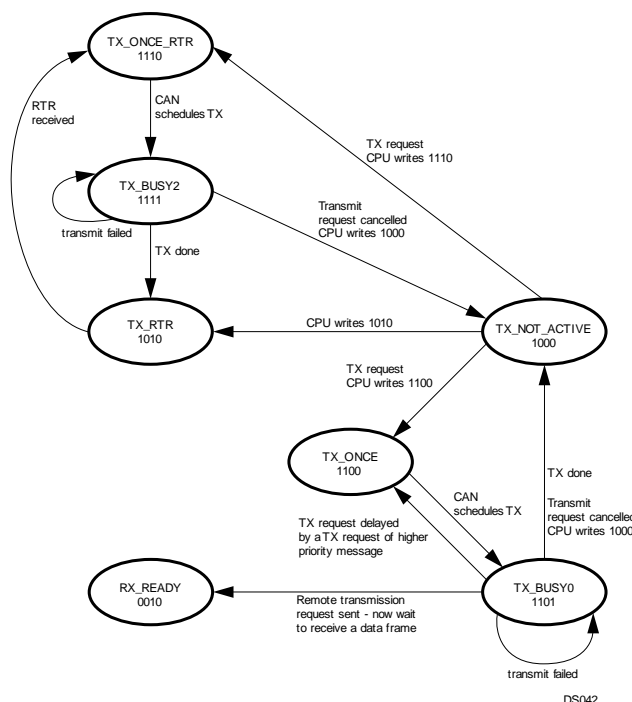 TX_ONCE_RTR
1110
RTR
received
CAN
schedules TX
TX request
CPU writes 1110
TX_BUSY2
1111
Transmit
request cancelled
CPU writes 1000
transmit failed
TX done
TX_RTR
1010
CPU writes 1010
TX_NOT_ACTIVE
1000
TX request
CPU writes 1100
TX_ONCE
1100
CAN
schedules TX
TX done
Transmit
request cancelled
CPU writes 1000
TX request delayed
by a TX request of higher
priority message
RX_READY
0010
Remote transmission
request sent - now wait
to receive a data frame
TX_BUSY0
1101
transmit failed
DS042